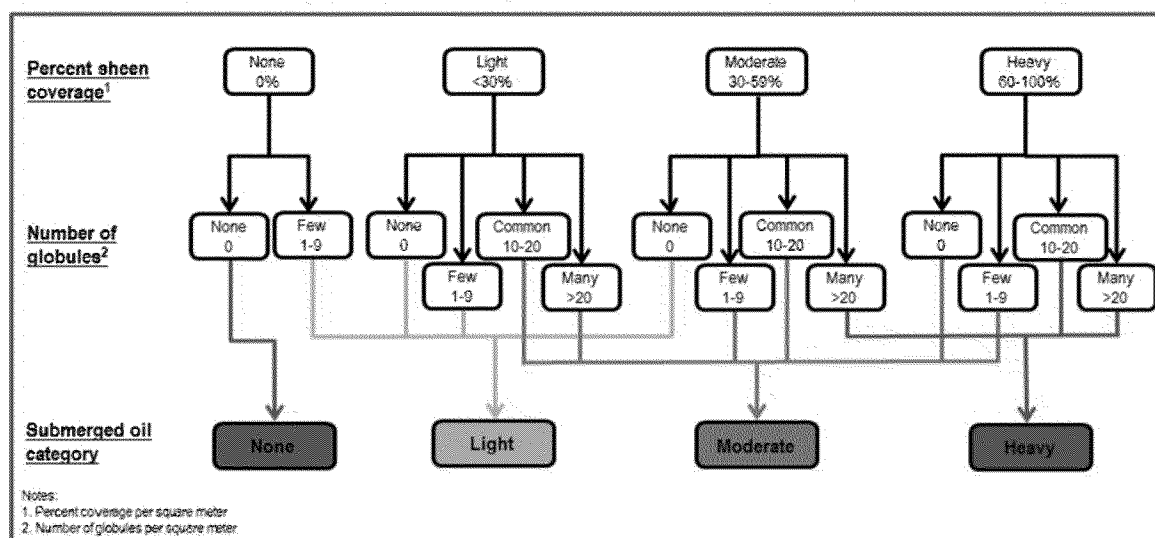 Percent sheen
coverage1
None
0%
Light
<30%
Moderate
30-59%
Heavy
60-100%
Number of
globules2
None
0
Few
1-9
None
0
Few
1-9
Common
10-20
Many
>20
None
0
Few
1-9
Common
10-20
Many
>20
None
0
Few
1-9
Common
10-20
Many
>20
Submerged oil
category
None
Light
Moderate
Heavy
Notes:
1. Percent coverage per square meter
2. Number of globules per square meter